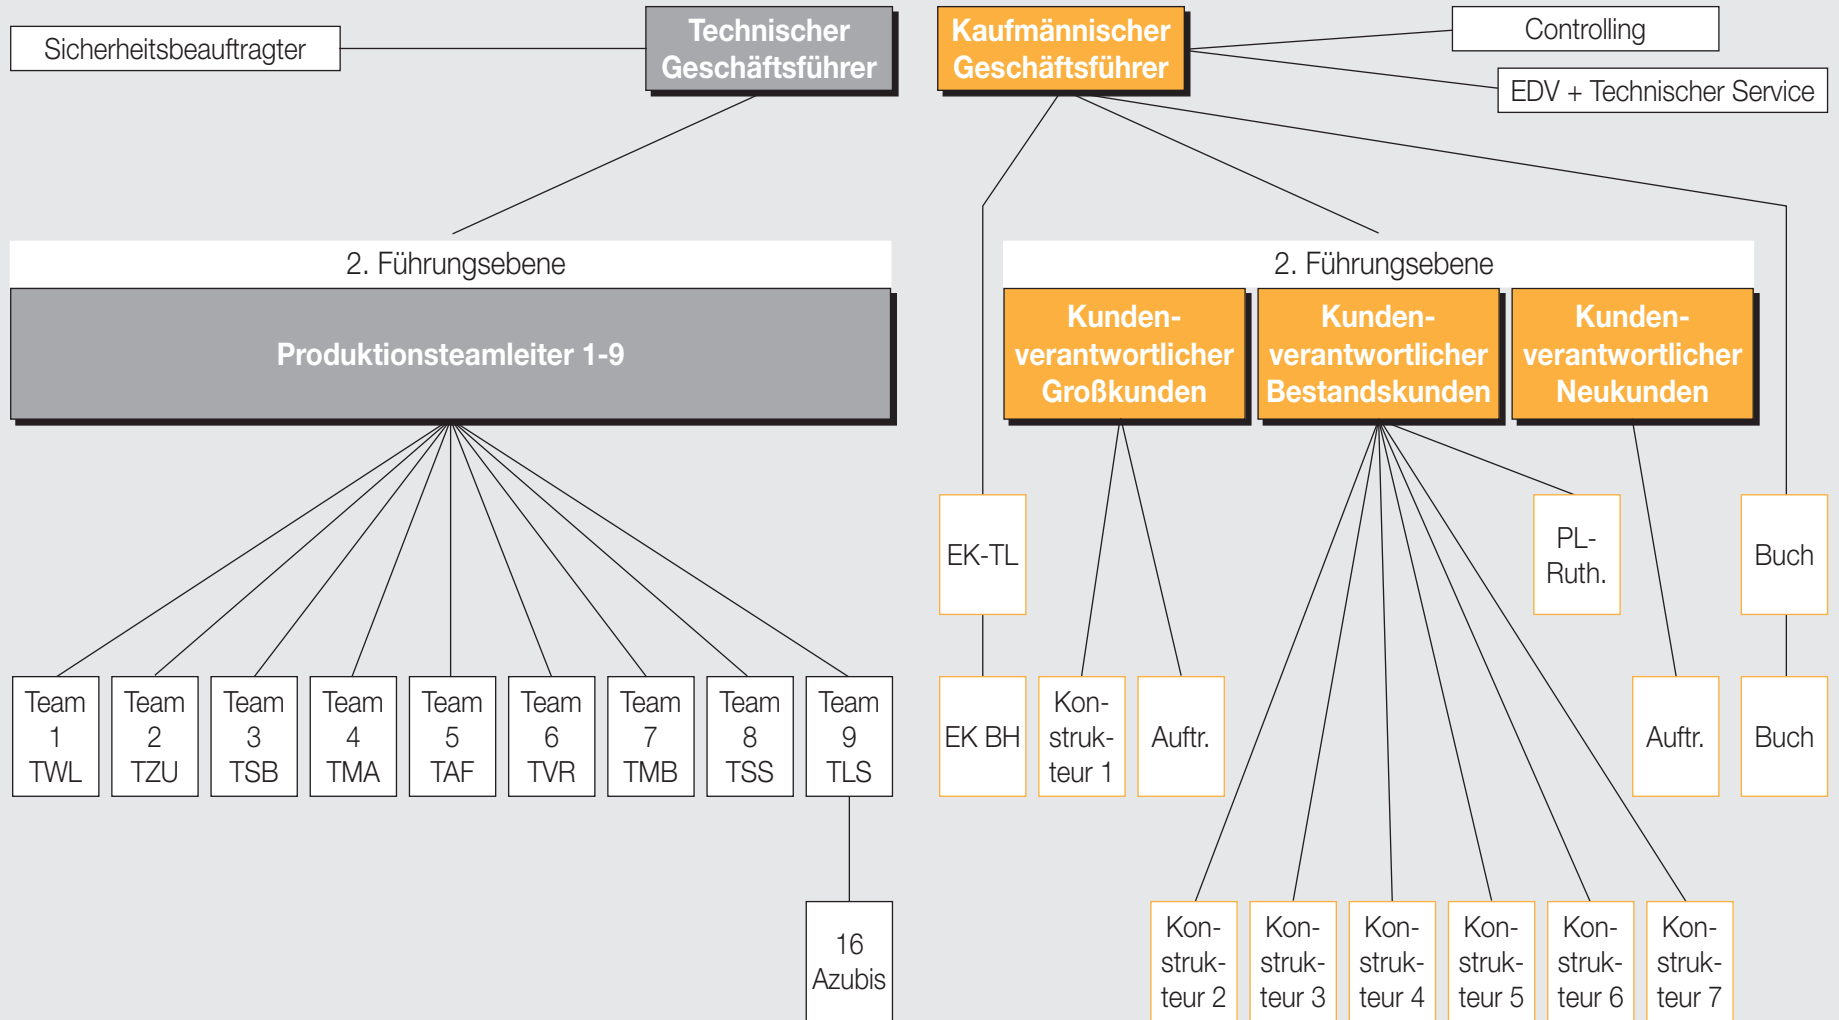 Sicherheitsbeauftragter
Technischer
Geschäftsführer
Kaufmännischer
Geschäftsführer
Controlling
EDV + Technischer Service
2. Führungsebene
Produktionsteamleiter 1-9
2. Führungsebene
Kunden-
verantwortlicher
Großkunden
Kunden-
verantwortlicher
Bestandskunden
Kunden-
verantwortlicher
Neukunden
EK-TL
PL-
Ruth.
Buch
Team
1
TWL
Team
2
TZU
Team
3
TSB
Team
4
TMA
Team
5
TAF
Team
6
TVR
Team
7
TMB
Team
8
TSS
Team
9
TLS
EK BH
Kon-
struk-
teur 1
Auftr.
Auftr.
Buch
16
Azubis
Kon-
struk-
teur 2
Kon-
struk-
teur 3
Kon-
struk-
teur 4
Kon-
struk-
teur 5
Kon-
struk-
teur 6
Kon-
struk-
teur 7